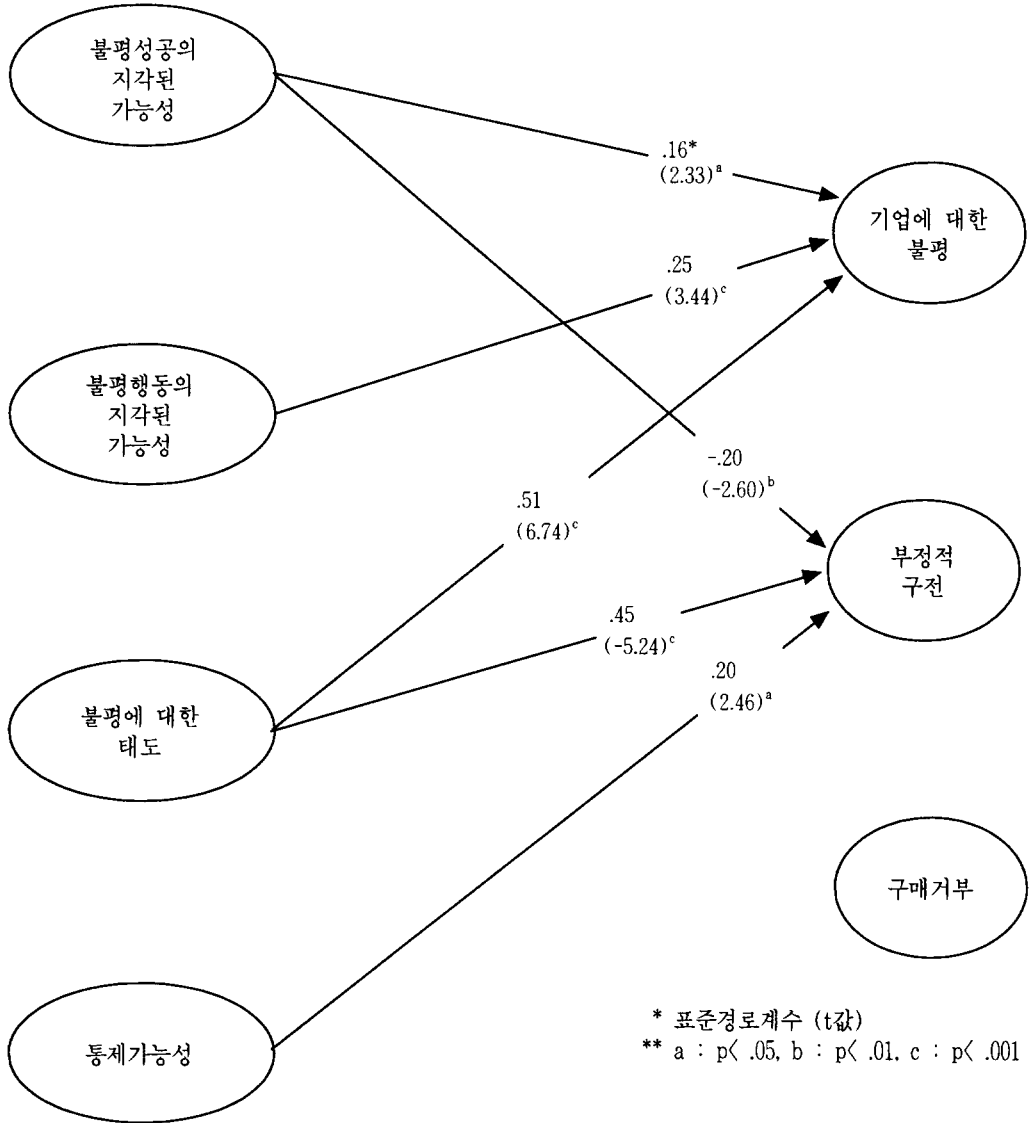 불평성공의
지각된
가능성
.16*
(2.33)ª
기업에 대한
불평
.25
(3.44)ᶜ
불평행동의
지각된
가능성
-.20
(-2.60)ᵇ
.51
(6.74)ᶜ
부정적
구전
.45
(-5.24)ᶜ
.20
(2.46)ª
불평에 대한
태도
구매거부
통제가능성
* 표준경로계수 (t값)
** a : p< .05, b : p< .01, c : p< .001